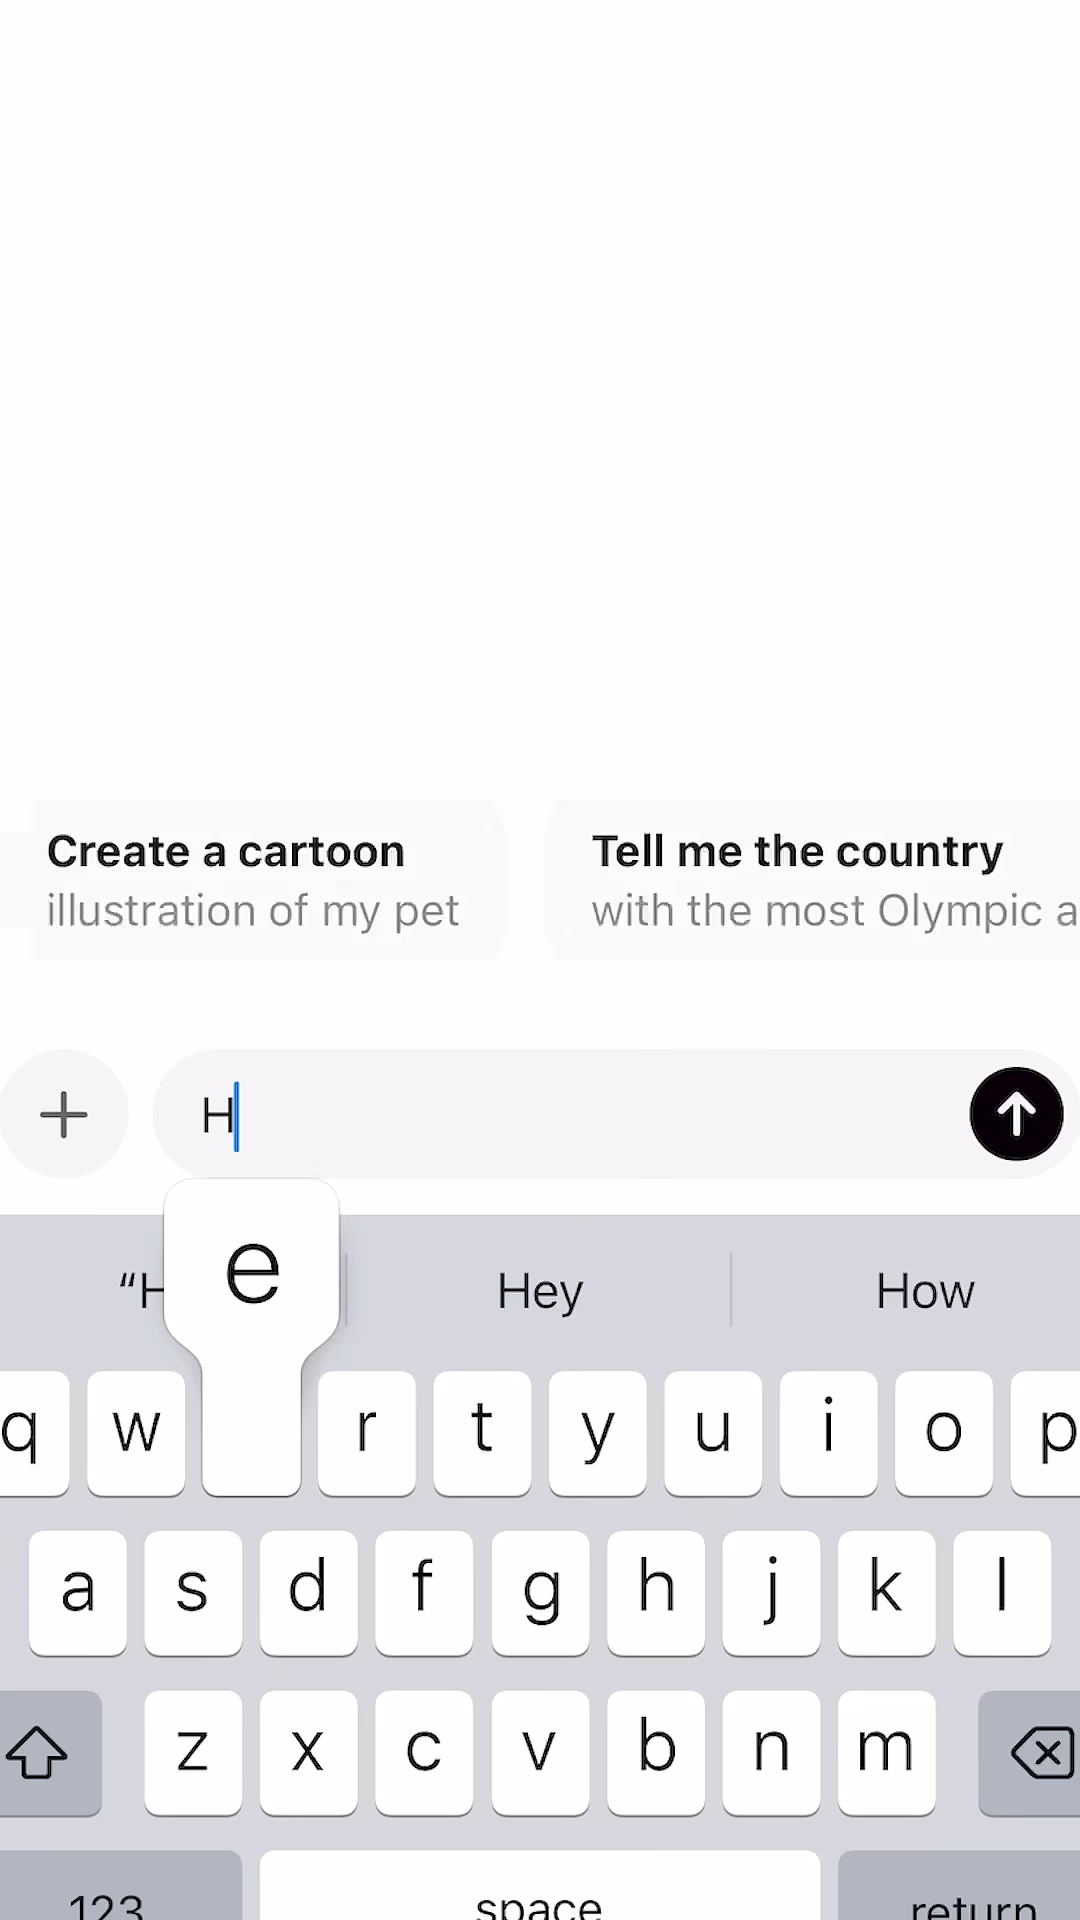 Create a cartoon
illustration of my pet
Tell me the country
with the most Olympic a
H
e
“H
Hey
How
q w r t y u i o p
a s d f g h j k l
z x c v b n m
123
space
return